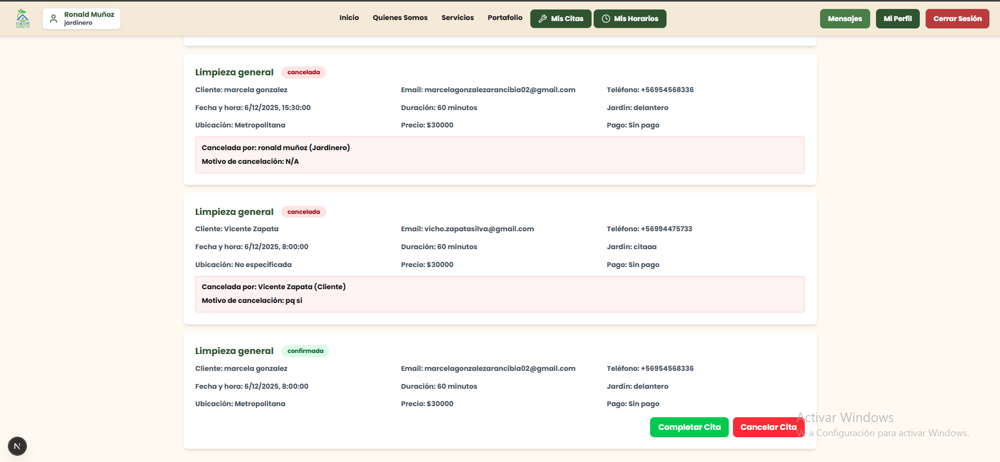 CLEAN &
GARDEN
Ronald Muñoz
jardinero
Inicio
Quienes Somos
Servicios
Portafolio
Mis Citas
Mis Horarios
Mensajes
Mi Perfil
Cerrar Sesión
Limpieza general
cancelada
Cliente: marcela gonzalez
Email: marcelagonzalezarancibia02@gmail.com
Teléfono: +56954568336
Fecha y hora: 6/12/2025, 15:30:00
Duración: 60 minutos
Jardín: delantero
Ubicación: Metropolitana
Precio: $30000
Pago: Sin pago
Cancelada por: ronald muñoz (Jardinero)
Motivo de cancelación: N/A
Limpieza general
cancelada
Cliente: Vicente Zapata
Email: vicho.zapatasilva@gmail.com
Teléfono: +56994475733
Fecha y hora: 6/12/2025, 8:00:00
Duración: 60 minutos
Jardín: citaaa
Ubicación: No especificada
Precio: $30000
Pago: Sin pago
Cancelada por: Vicente Zapata (Cliente)
Motivo de cancelación: pq si
Limpieza general
confirmada
Cliente: marcela gonzalez
Email: marcelagonzalezarancibia02@gmail.com
Teléfono: +56954568336
Fecha y hora: 6/12/2025, 8:00:00
Duración: 60 minutos
Jardín: delantero
Ubicación: Metropolitana
Precio: $30000
Pago: Sin pago
Completar Cita
Cancelar Cita
Activar Windows
Ve a Configuración para activar Windows.
N